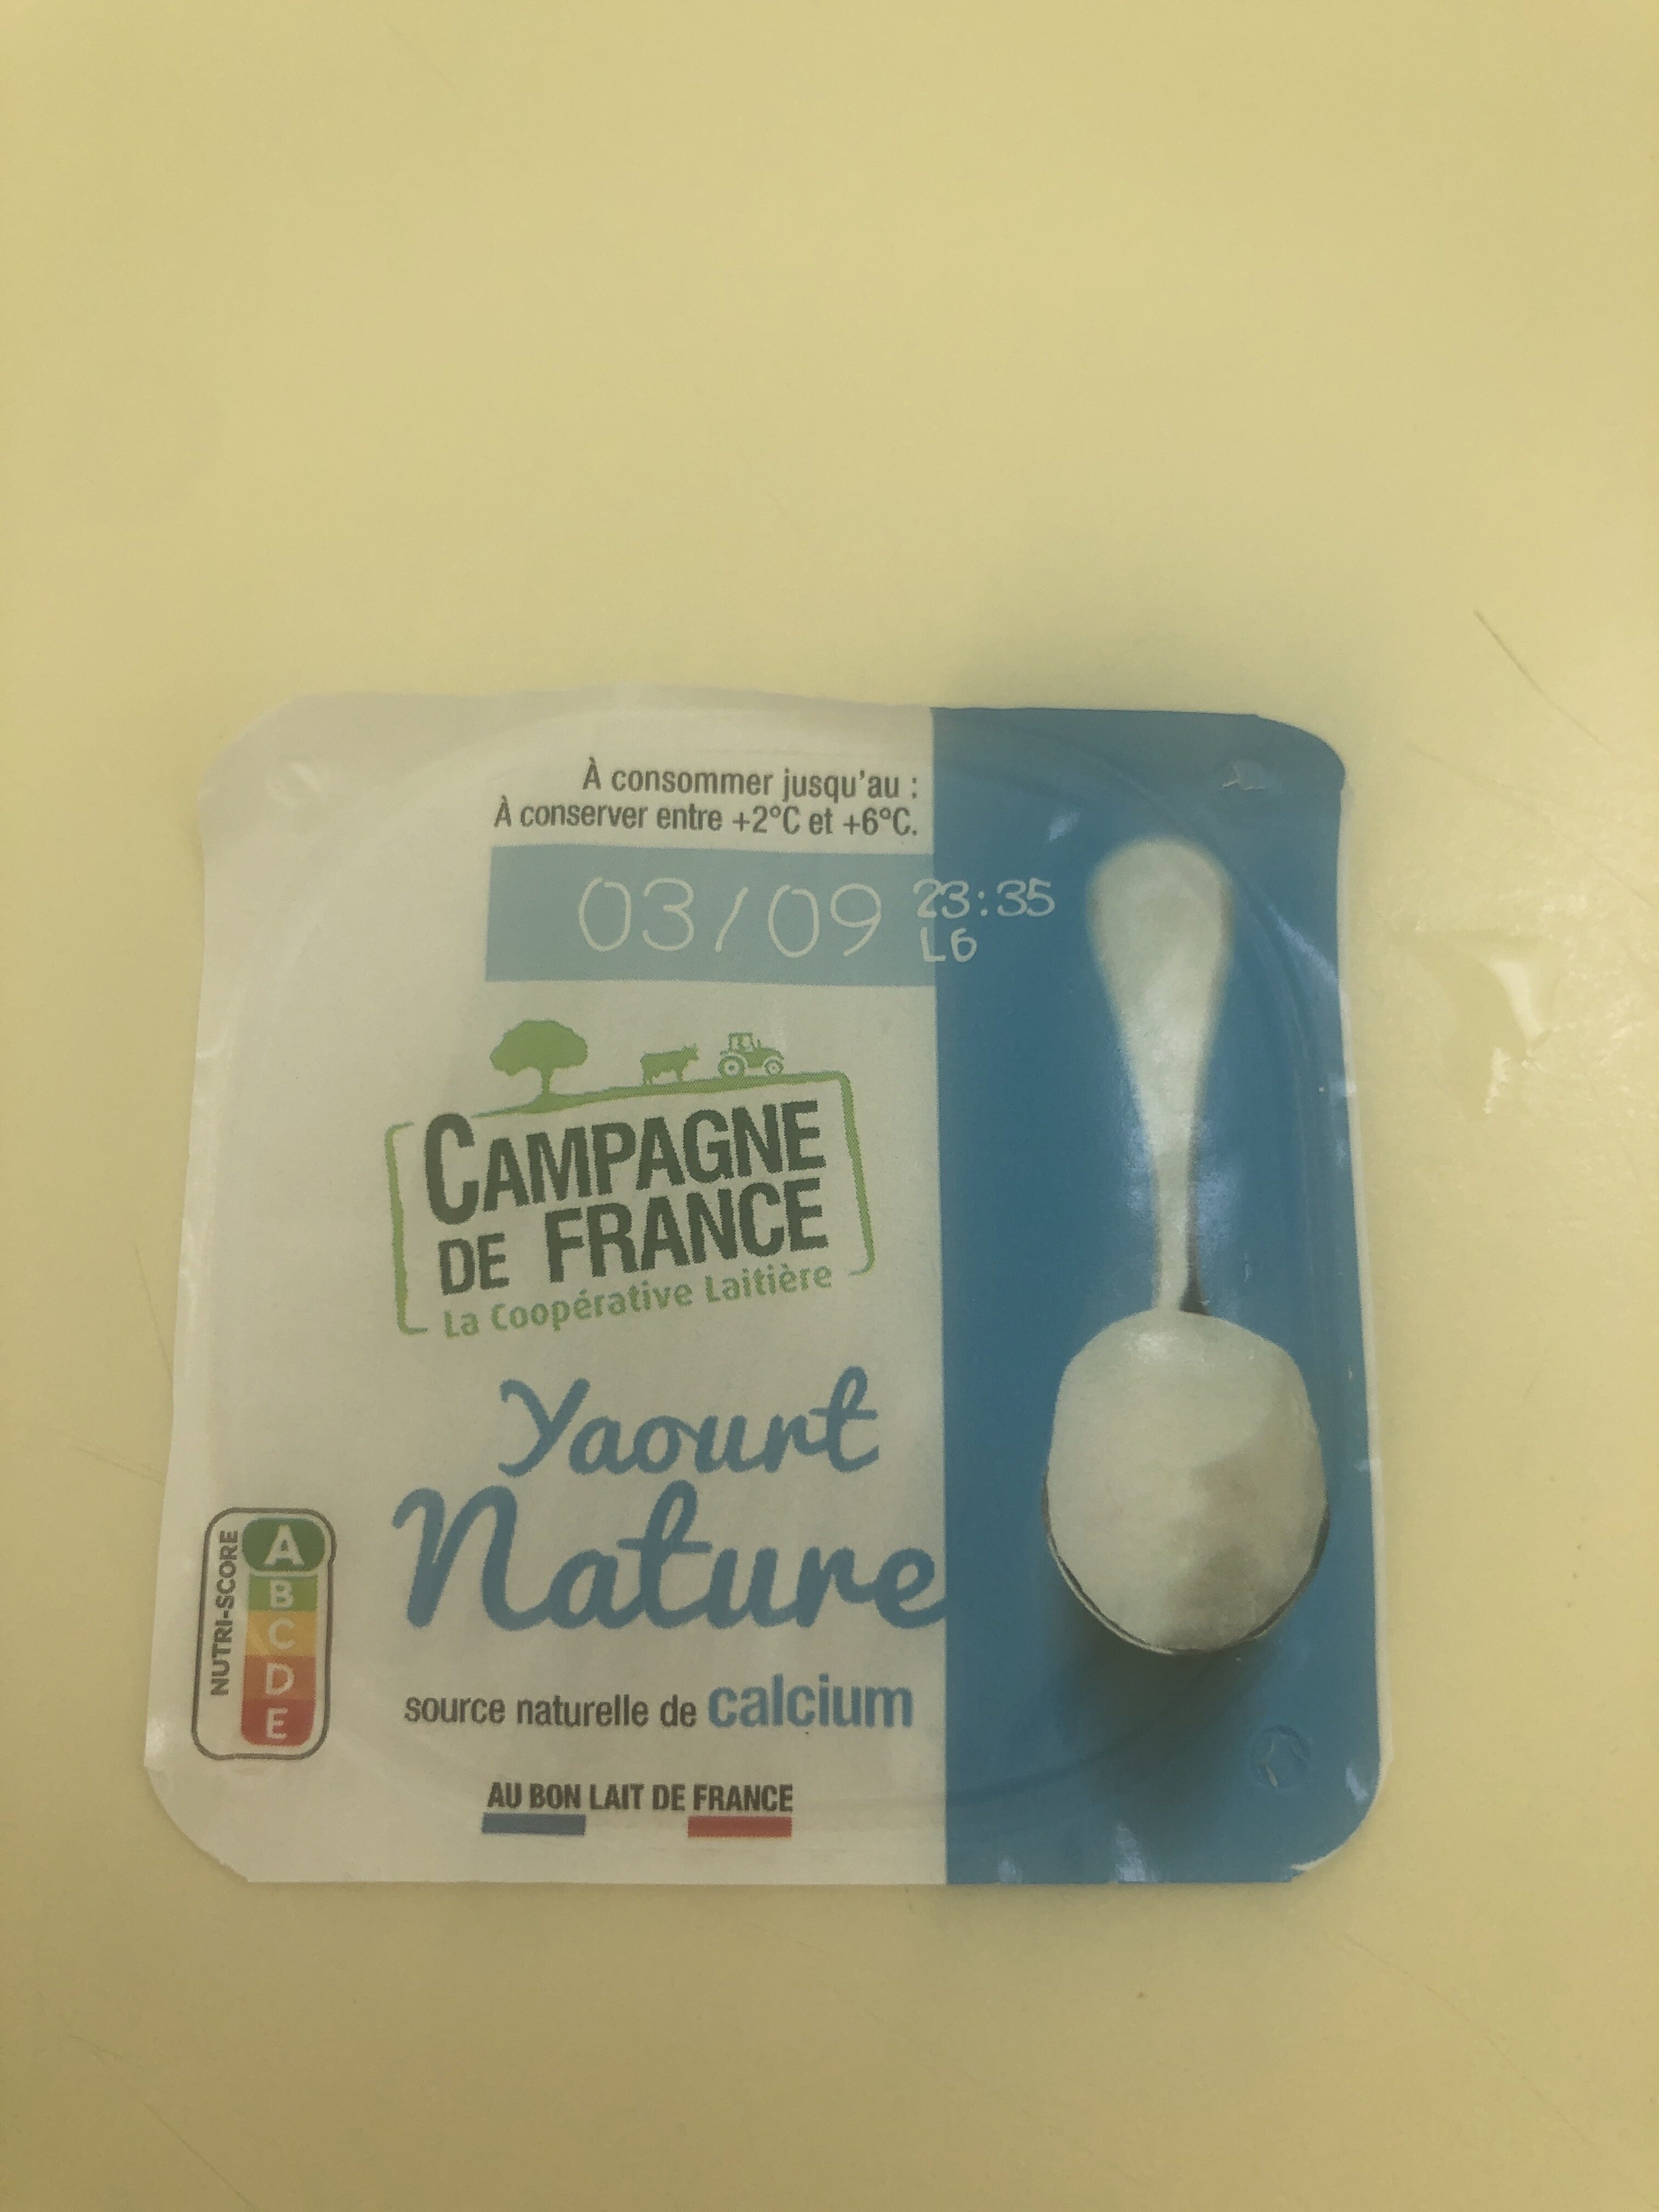 À consommer jusqu'au :
À conserver entre +2°C et +6°C.
03/09 23:35
L6
CAMPAGNE
DE FRANCE
La Coopérative Laitière
Yaourt
Nature
NUTRI-SCORE
A
B
C
D
E
source naturelle de calcium
AU BON LAIT DE FRANCE